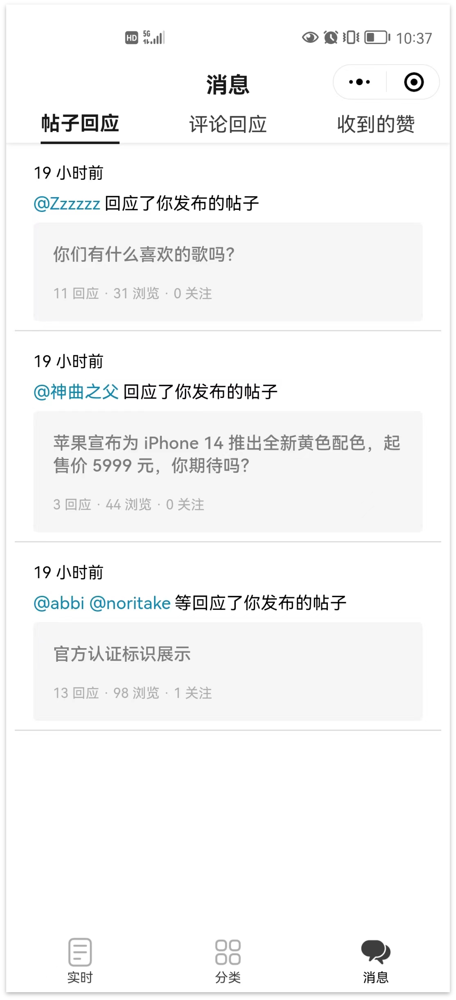 HD 5G 10:37
消息
帖子回应 评论回应 收到的赞
19 小时前
@Zzzzzz 回应了你发布的帖子
你们有什么喜欢的歌吗？
11 回应 · 31 浏览 · 0 关注
19 小时前
@神曲之父 回应了你发布的帖子
苹果宣布为 iPhone 14 推出全新黄色配色，起
售价 5999 元，你期待吗？
3 回应 · 44 浏览 · 0 关注
19 小时前
@abbi @noritake 等回应了你发布的帖子
官方认证标识展示
13 回应 · 98 浏览 · 1 关注
实时 分类 消息